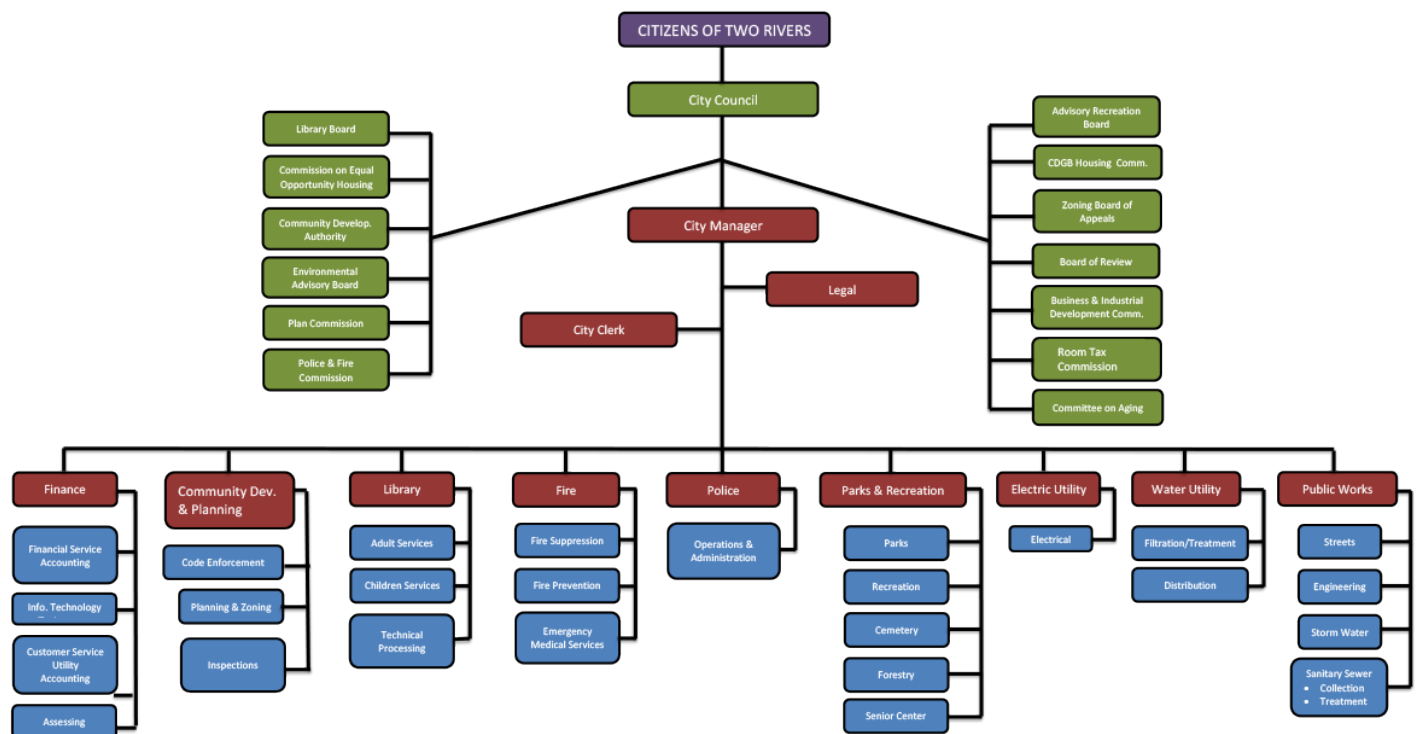 CITIZENS OF TWO RIVERS
City Council
Library Board
Commission on Equal
Opportunity Housing
Community Develop.
Authority
Environmental
Advisory Board
Plan Commission
Police & Fire
Commission
Advisory Recreation
Board
CDGB Housing Comm.
Zoning Board of
Appeals
Board of Review
Business & Industrial
Development Comm.
Room Tax
Commission
Committee on Aging
City Manager
Legal
City Clerk
Finance
Financial Service
Accounting
Info. Technology
Customer Service
Utility
Accounting
Assessing
Community Dev.
& Planning
Code Enforcement
Planning & Zoning
Inspections
Library
Adult Services
Children Services
Technical
Processing
Fire
Fire Suppression
Fire Prevention
Emergency
Medical Services
Police
Operations &
Administration
Parks & Recreation
Parks
Recreation
Cemetery
Forestry
Senior Center
Electric Utility
Electrical
Water Utility
Filtration/Treatment
Distribution
Public Works
Streets
Engineering
Storm Water
Sanitary Sewer
• Collection
• Treatment